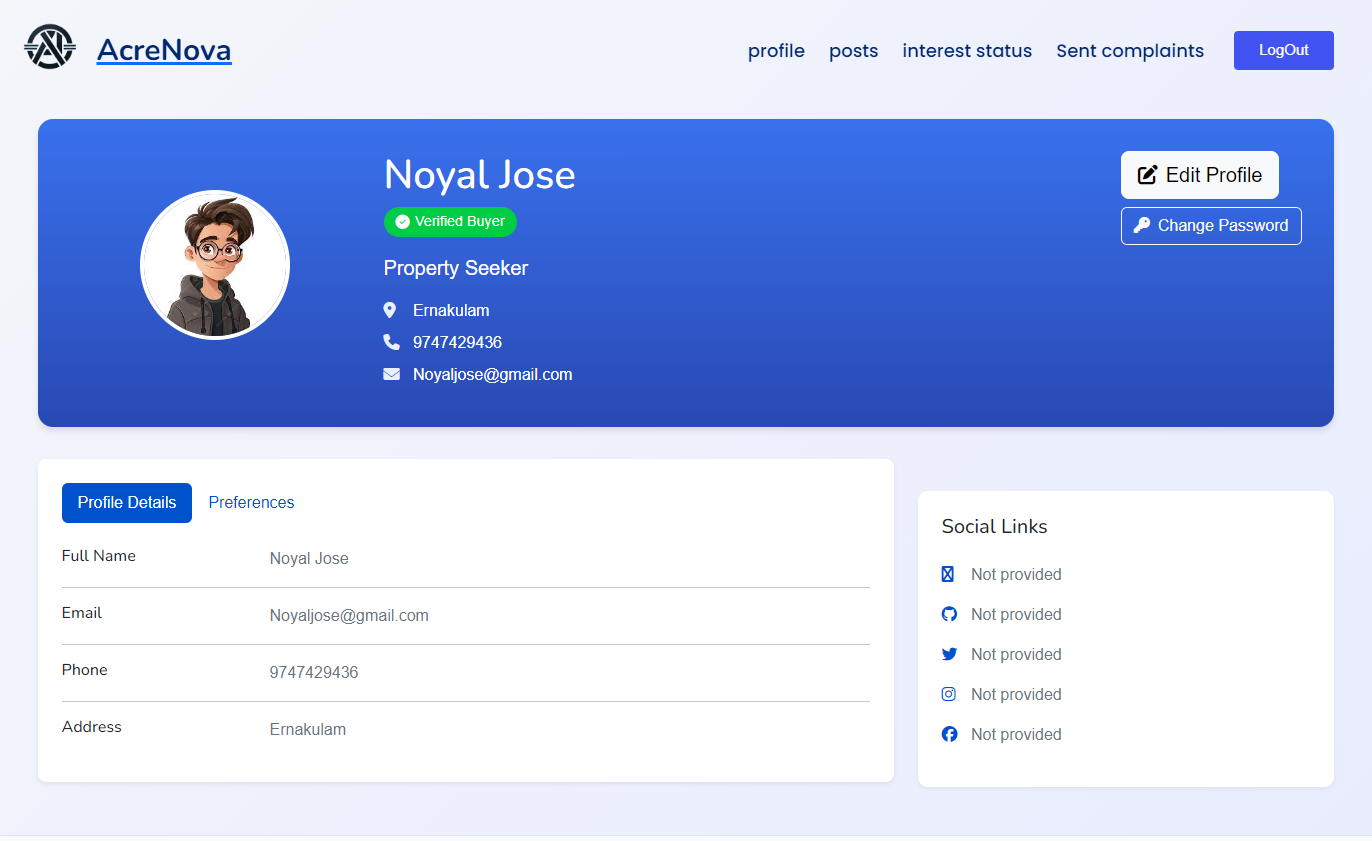 AcreNova
profile posts interest status Sent complaints LogOut
Noyal Jose
Verified Buyer
Property Seeker
Ernakulam
9747429436
Noyaljose@gmail.com
Edit Profile
Change Password
Profile Details Preferences
Full Name Noyal Jose
Email Noyaljose@gmail.com
Phone 9747429436
Address Ernakulam
Social Links
Not provided
Not provided
Not provided
Not provided
Not provided